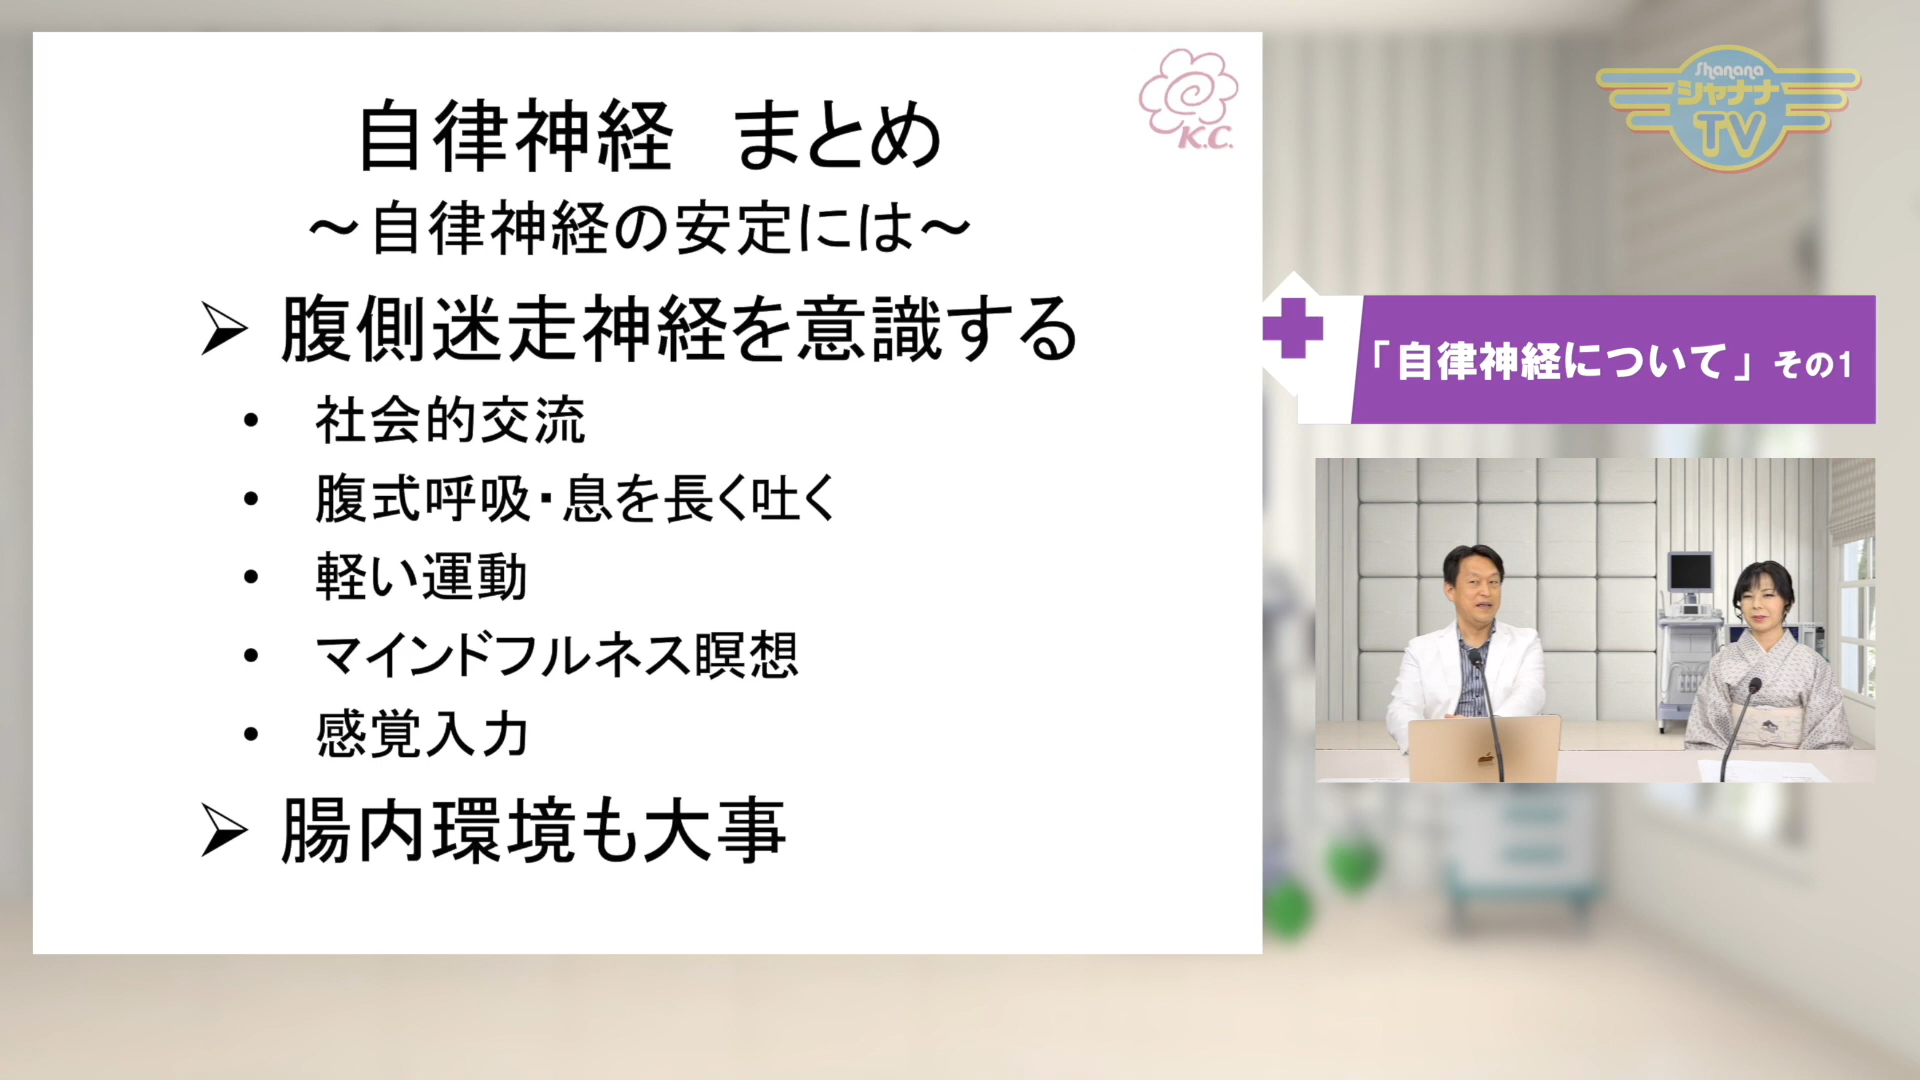 自律神経　まとめ
～自律神経の安定には～
➢ 腹側迷走神経を意識する
• 社会的交流
• 腹式呼吸・息を長く吐く
• 軽い運動
• マインドフルネス瞑想
• 感覚入力
➢ 腸内環境も大事
K.C.
Shanana
シャナナ
TV
「自律神経について」その1